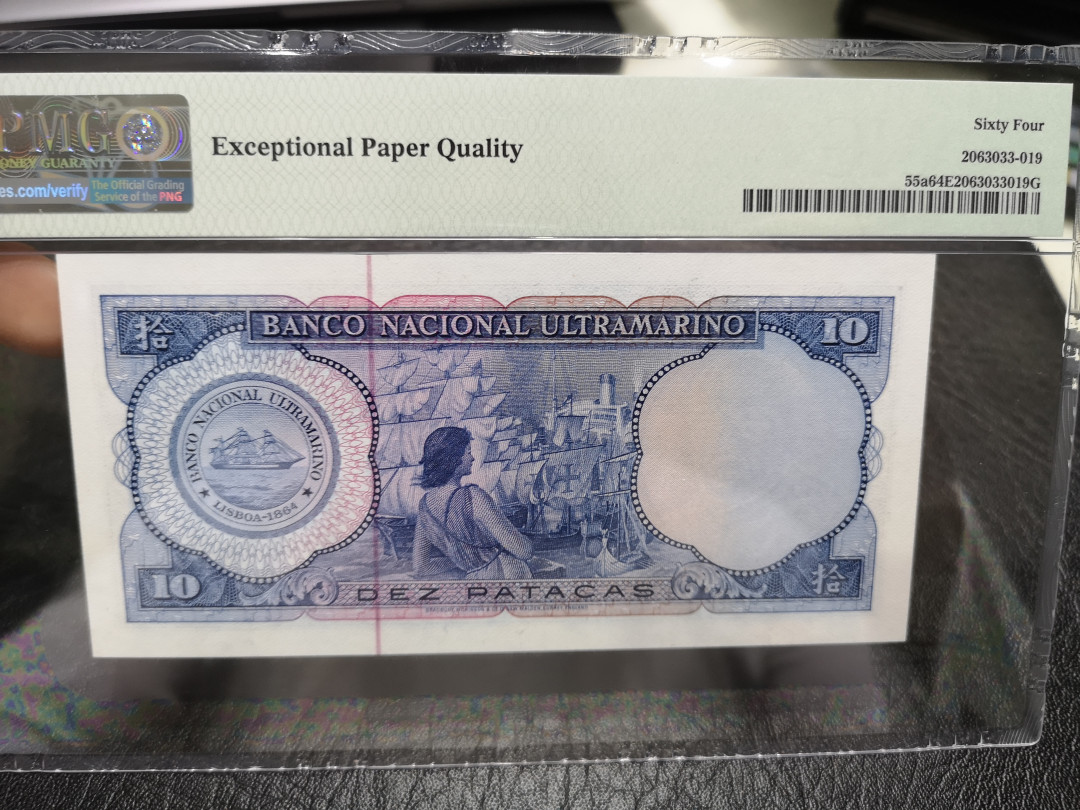 PMG
ONEY GUARANTY
es.com/verify
The Official Grading
Service of the PNG
Exceptional Paper Quality
Sixty Four
2063033-019
55a64E2063033019G
拾
BANCO NACIONAL ULTRAMARINO
10
BANCO NACIONAL ULTRAMARINO
LISBOA-1864
10
DEZ PATACAS
拾